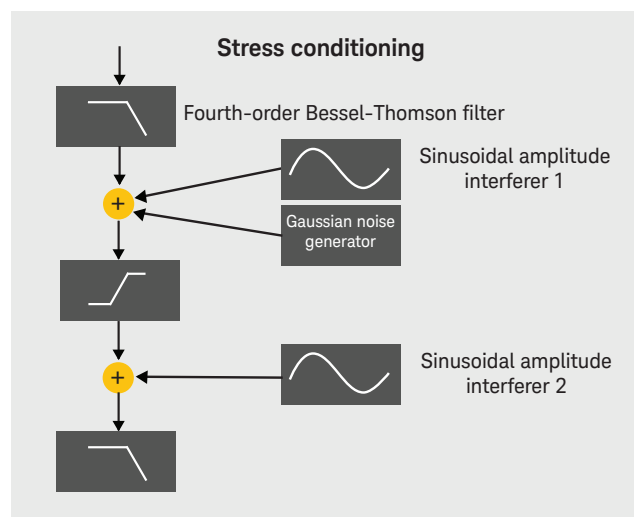 Stress conditioning
Fourth-order Bessel-Thomson filter
Sinusoidal amplitude
interferer 1
+
Gaussian noise
generator
+
Sinusoidal amplitude
interferer 2